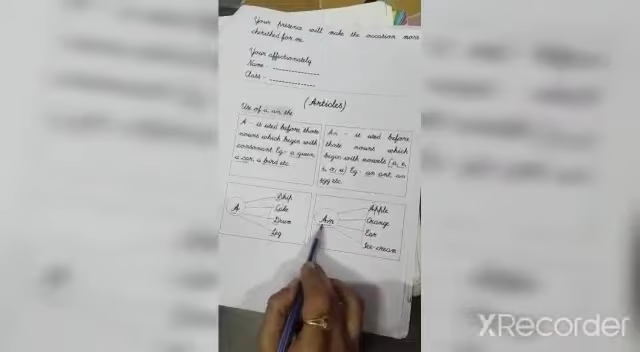 Your presence will make the occasion more
cherished for me.
Your affectionately
Name
Class
(Articles)
Use of a, an, the
A - is used before those
nouns which begin with
consonant Eg:- a queen
a car, a bird etc.
An - is used before
those nouns which
begin with vowels (a, e,
i, o, u) Eg: an ant, an
egg etc.
A
Ship
Cake
Down
Leg
An
Apple
Orange
Ear
Ice-cream
XRecorder